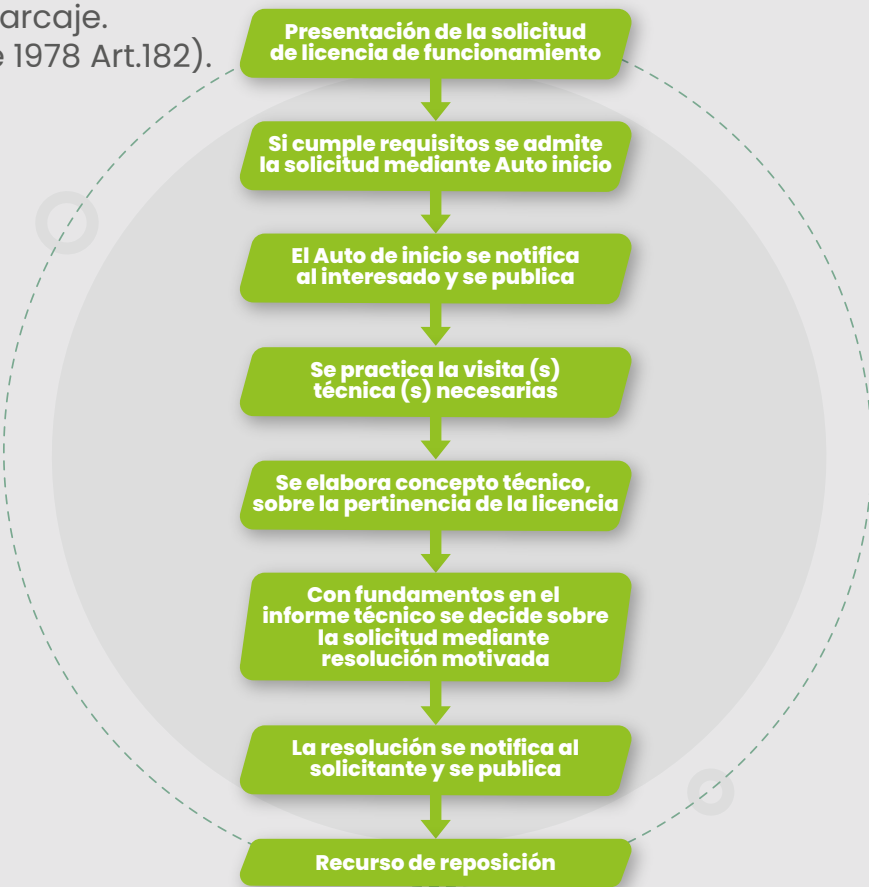 arcaje.
1978 Art.182).
Presentación de la solicitud
de licencia de funcionamiento
Si cumple requisitos se admite
la solicitud mediante Auto inicio
El Auto de inicio se notifica
al interesado y se publica
Se practica la visita (s)
técnica (s) necesarias
Se elabora concepto técnico,
sobre la pertinencia de la licencia
Con fundamentos en el
informe técnico se decide sobre
la solicitud mediante
resolución motivada
La resolución se notifica al
solicitante y se publica
Recurso de reposición